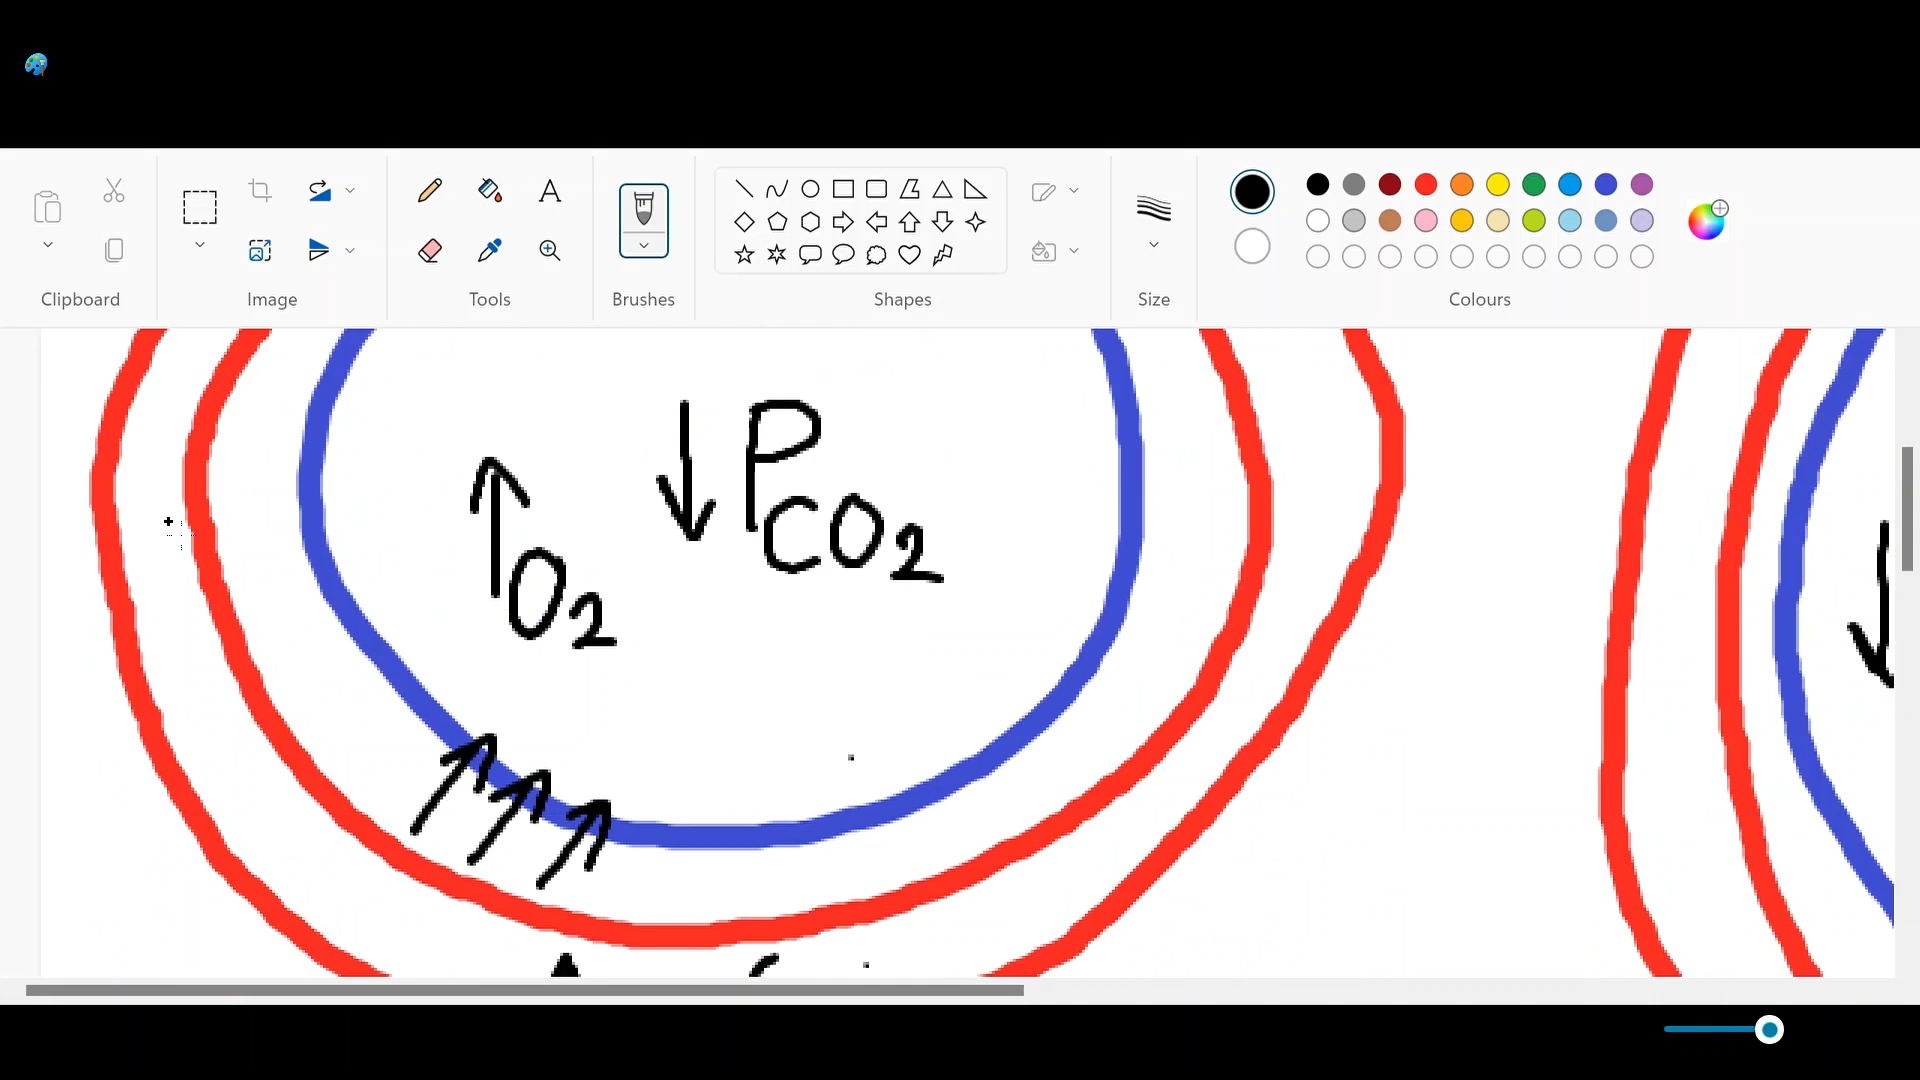 Clipboard
Image
Tools
Brushes
Shapes
Size
Colours
↓ PCO2
↑O2